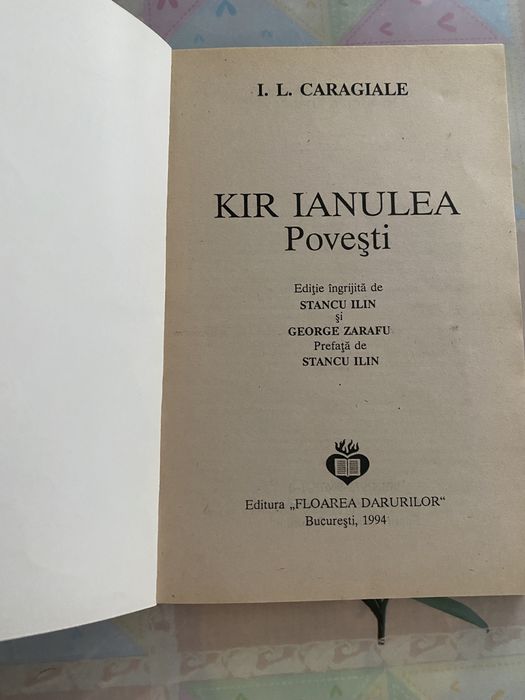 I. L. CARAGIALE
KIR IANULEA
Poveşti
Ediţie îngrijită de
STANCU ILIN
şi
GEORGE ZARAFU
Prefaţă de
STANCU ILIN
Editura „FLOAREA DARURILOR“
Bucureşti, 1994